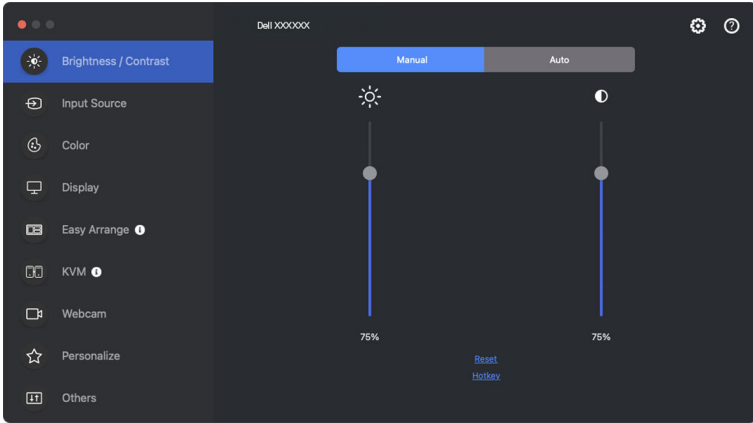 Dell XXXXXX
Brightness / Contrast
Input Source
Color
Display
Easy Arrange
KVM
Webcam
Personalize
Others
Manual
Auto
75%
75%
Reset
Hotkey